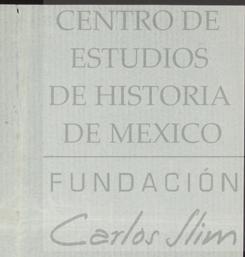 CENTRO DE
ESTUDIOS
DE HISTORIA
DE MEXICO
FUNDACIÓN
Carlos Slim